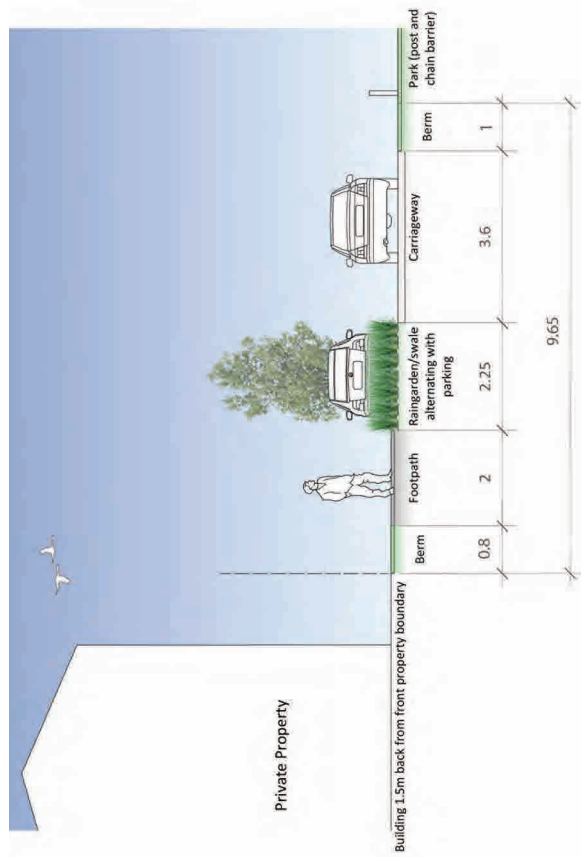 Private Property
Building 1.5m back from front property boundary
Berm
Footpath
Raingarden/swale
alternating with
parking
Carriageway
Berm
Park (post and
chain barrier)
0.8
2
2.25
3.6
1
9.65